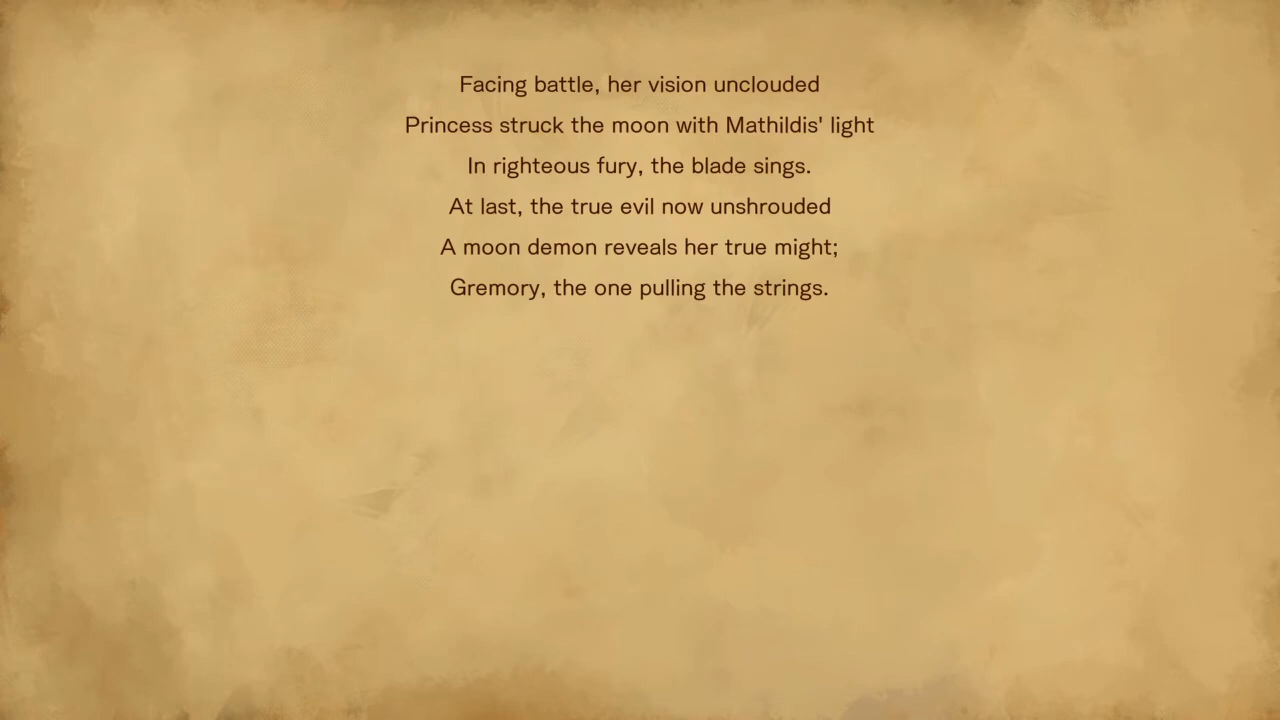 Facing battle, her vision unclouded
Princess struck the moon with Mathildis' light
In righteous fury, the blade sings.
At last, the true evil now unshrouded
A moon demon reveals her true might;
Gremory, the one pulling the strings.